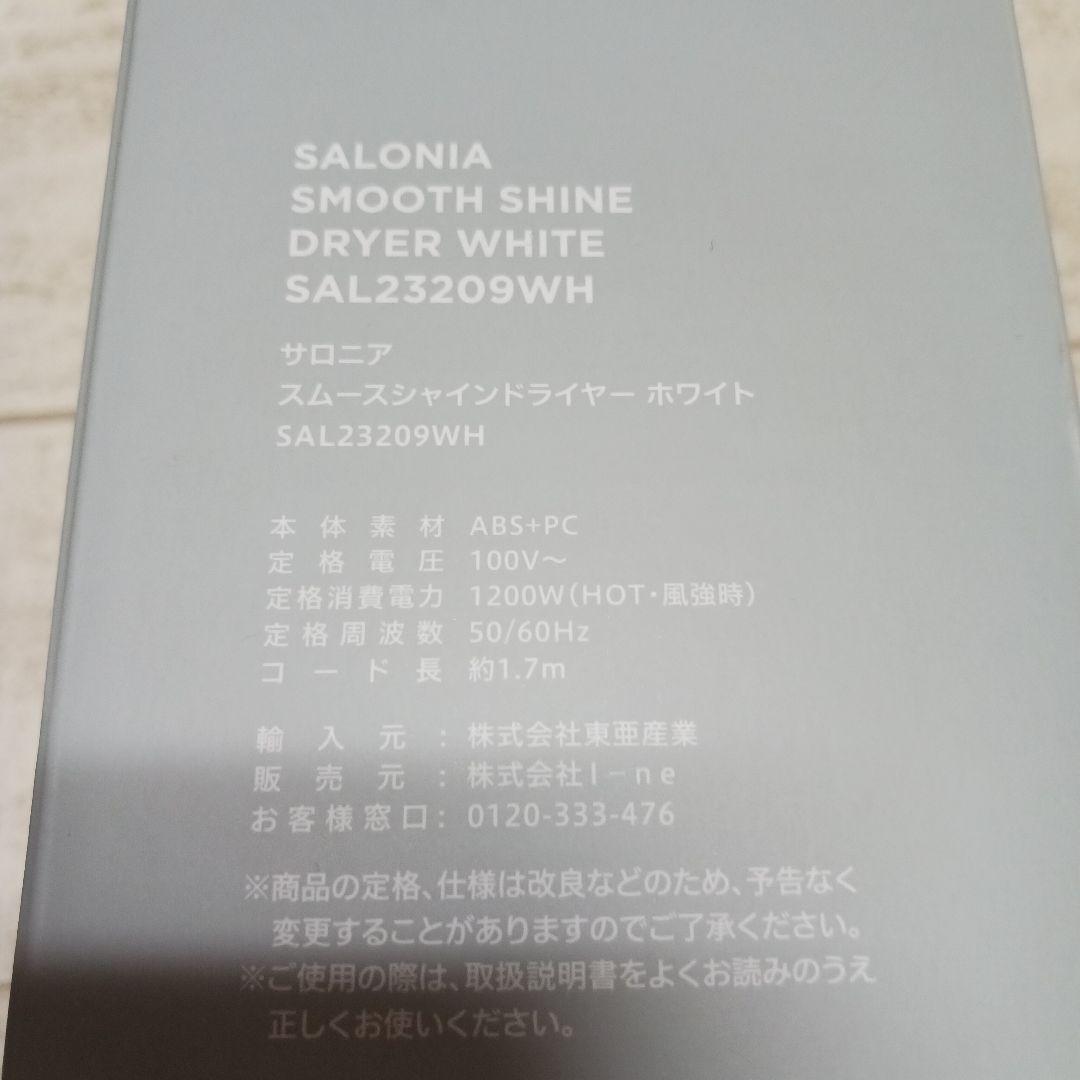 SALONIA
SMOOTH SHINE
DRYER WHITE
SAL23209WH
サロニア
スムースシャインドライヤー ホワイト
SAL23209WH
本体素材 ABS+PC
定格電圧 100V～
定格消費電力 1200W(HOT・風強時)
定格周波数 50/60Hz
コード長 約1.7m
輸入元：株式会社東亜産業
販売元：株式会社I－ne
お客様窓口：0120-333-476
※商品の定格、仕様は改良などのため、予告なく
変更することがありますのでご了承ください。
※ご使用の際は、取扱説明書をよくお読みのうえ
正しくお使いください。